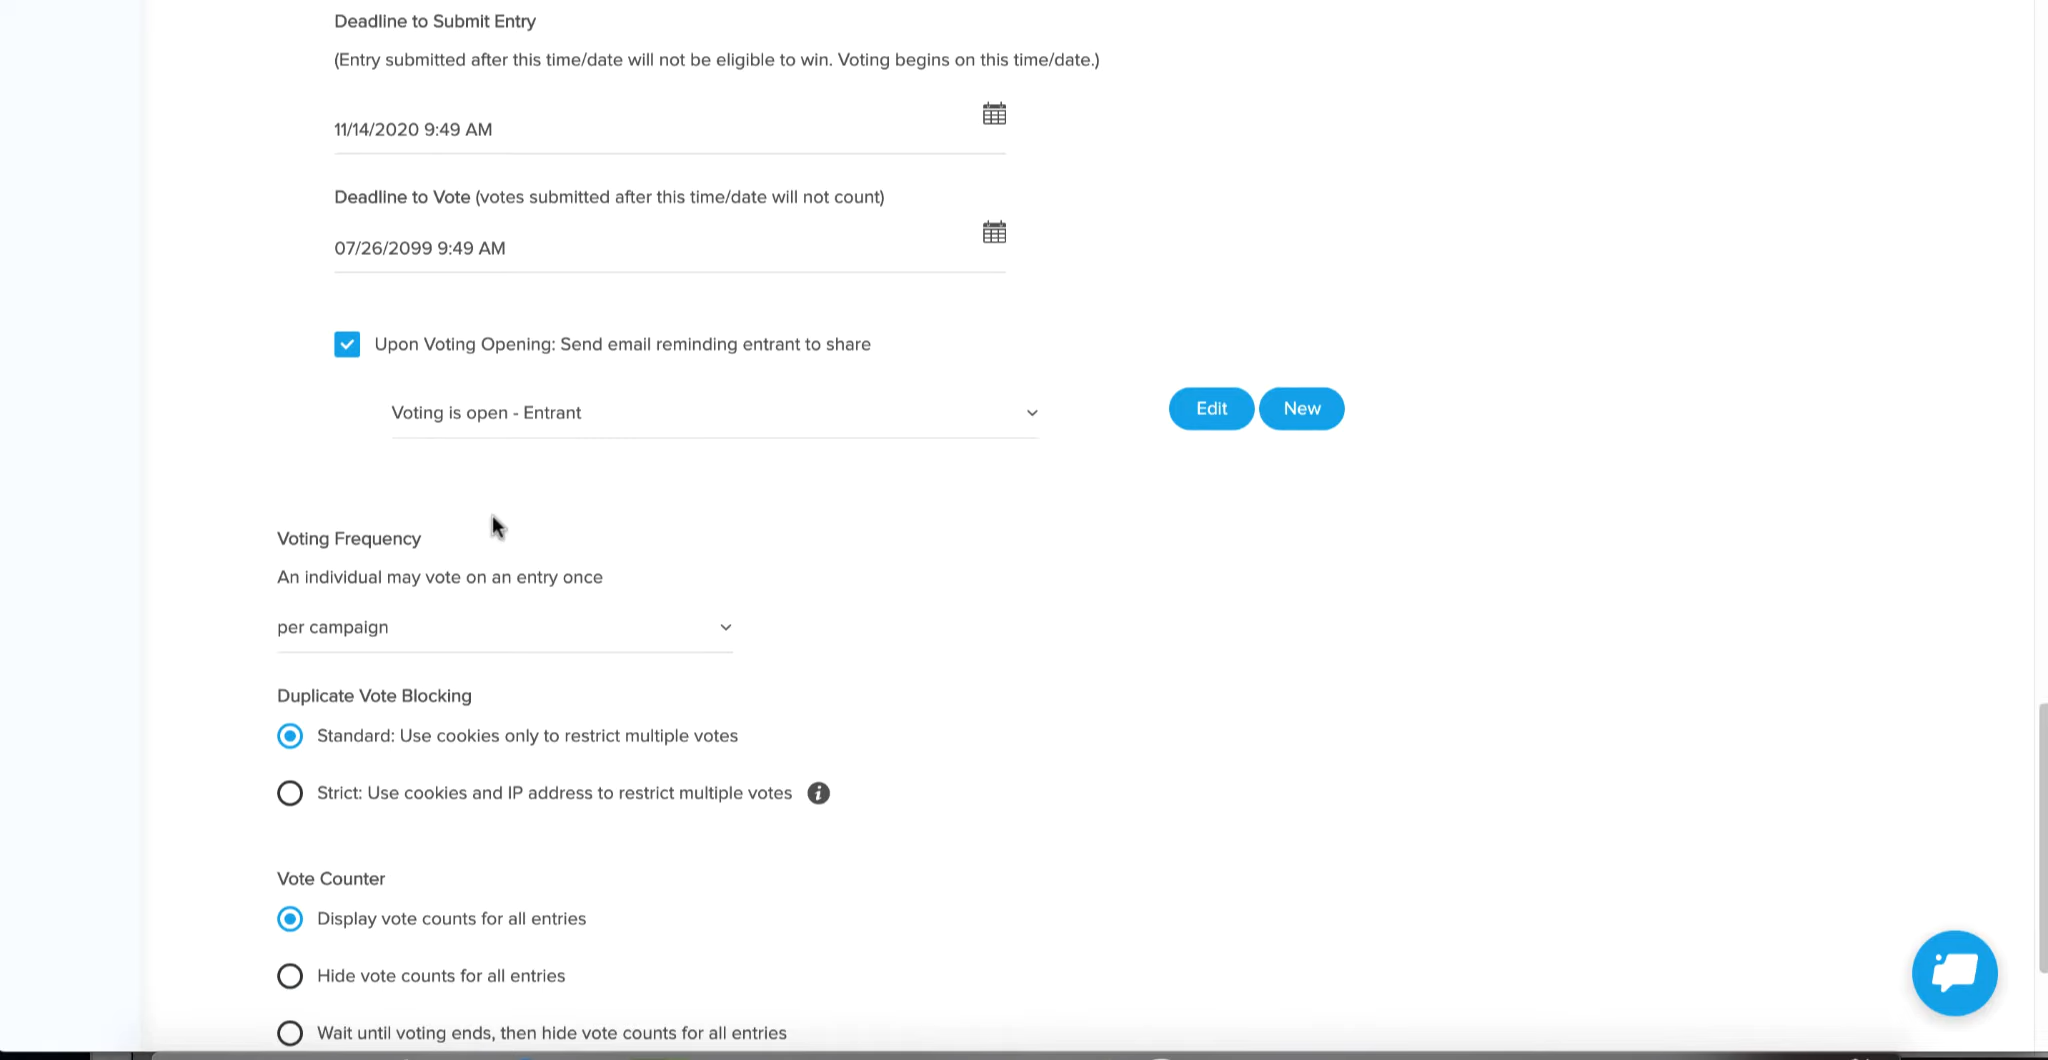 Deadline to Submit Entry
(Entry submitted after this time/date will not be eligible to win. Voting begins on this time/date.)
11/14/2020 9:49 AM
Deadline to Vote (votes submitted after this time/date will not count)
07/26/2099 9:49 AM
Upon Voting Opening: Send email reminding entrant to share
Voting is open - Entrant
Edit New
Voting Frequency
An individual may vote on an entry once
per campaign
Duplicate Vote Blocking
Standard: Use cookies only to restrict multiple votes
Strict: Use cookies and IP address to restrict multiple votes
Vote Counter
Display vote counts for all entries
Hide vote counts for all entries
Wait until voting ends, then hide vote counts for all entries